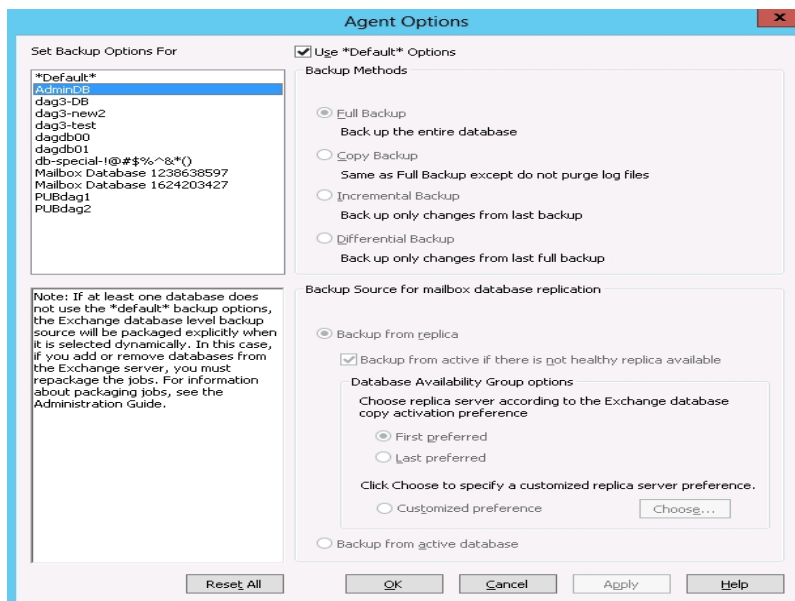 Agent Options
x
Set Backup Options For
*Default*
AdminDB
dag3-DB
dag3-new2
dag3-test
dagdb00
dagdb01
db-special-!@#$%^&*()
Mailbox Database 1238638597
Mailbox Database 1624203427
PUBdag1
PUBdag2
Note: If at least one database does
not use the *default* backup options,
the Exchange database level backup
source will be packaged explicitly when
it is selected dynamically. In this case,
if you add or remove databases from
the Exchange server, you must
repackage the jobs. For information
about packaging jobs, see the
Administration Guide.
Use *Default* Options
Backup Methods
Full Backup
Back up the entire database
Copy Backup
Same as Full Backup except do not purge log files
Incremental Backup
Back up only changes from last backup
Differential Backup
Back up only changes from last full backup
Backup Source for mailbox database replication
Backup from replica
Backup from active if there is not healthy replica available
Database Availability Group options
Choose replica server according to the Exchange database
copy activation preference
First preferred
Last preferred
Click Choose to specify a customized replica server preference.
Customized preference
Choose...
Backup from active database
Reset All
OK
Cancel
Apply
Help